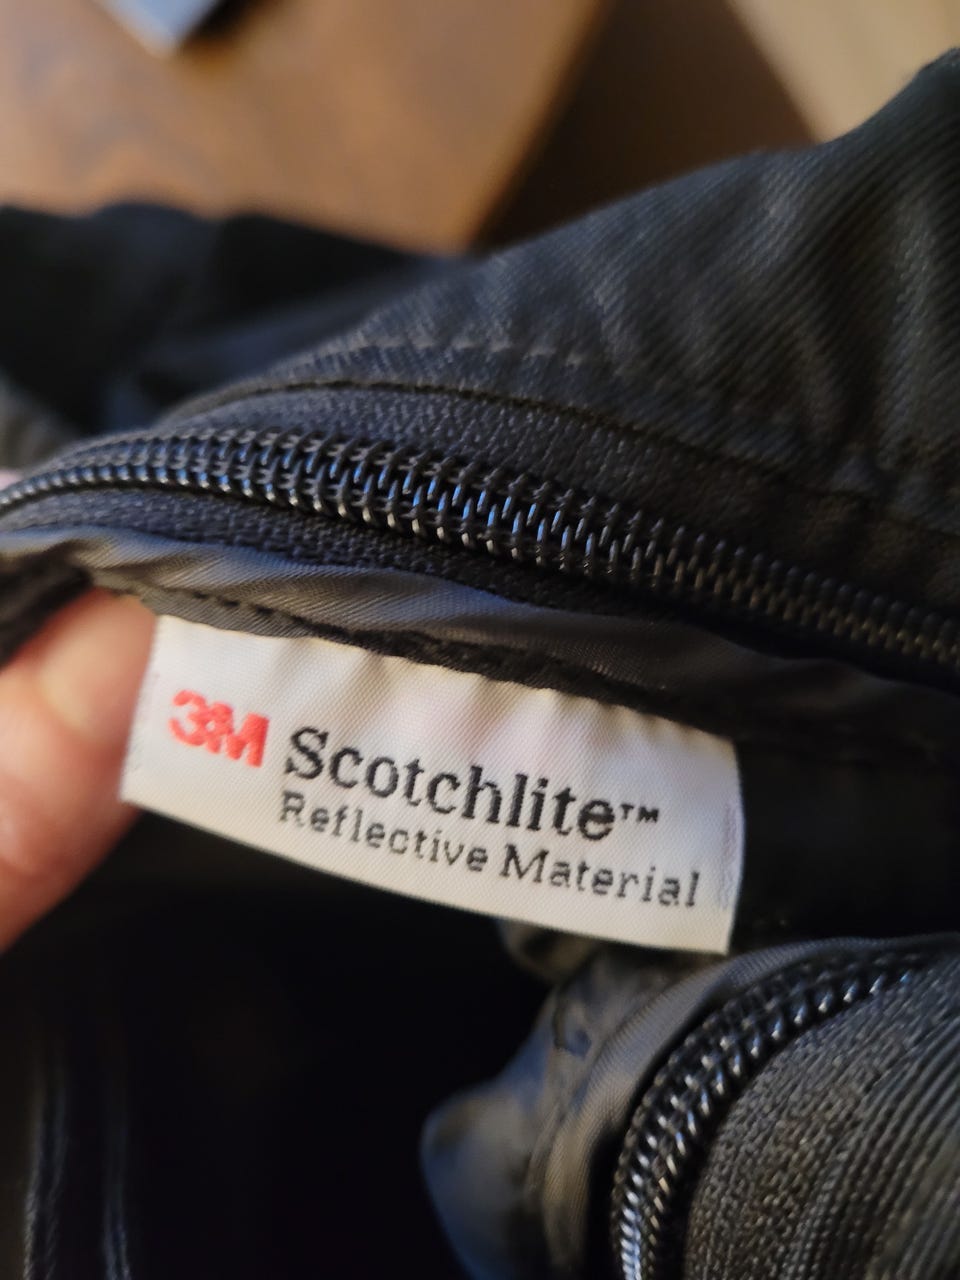 3M Scotchlite™
Reflective Material